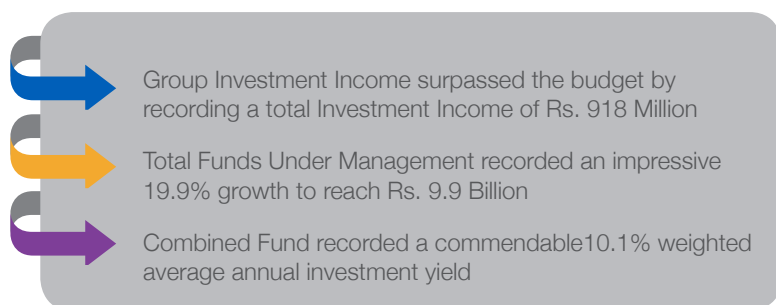 Group Investment Income surpassed the budget by
recording a total Investment Income of Rs. 918 Million
Total Funds Under Management recorded an impressive
19.9% growth to reach Rs. 9.9 Billion
Combined Fund recorded a commendable10.1% weighted
average annual investment yield